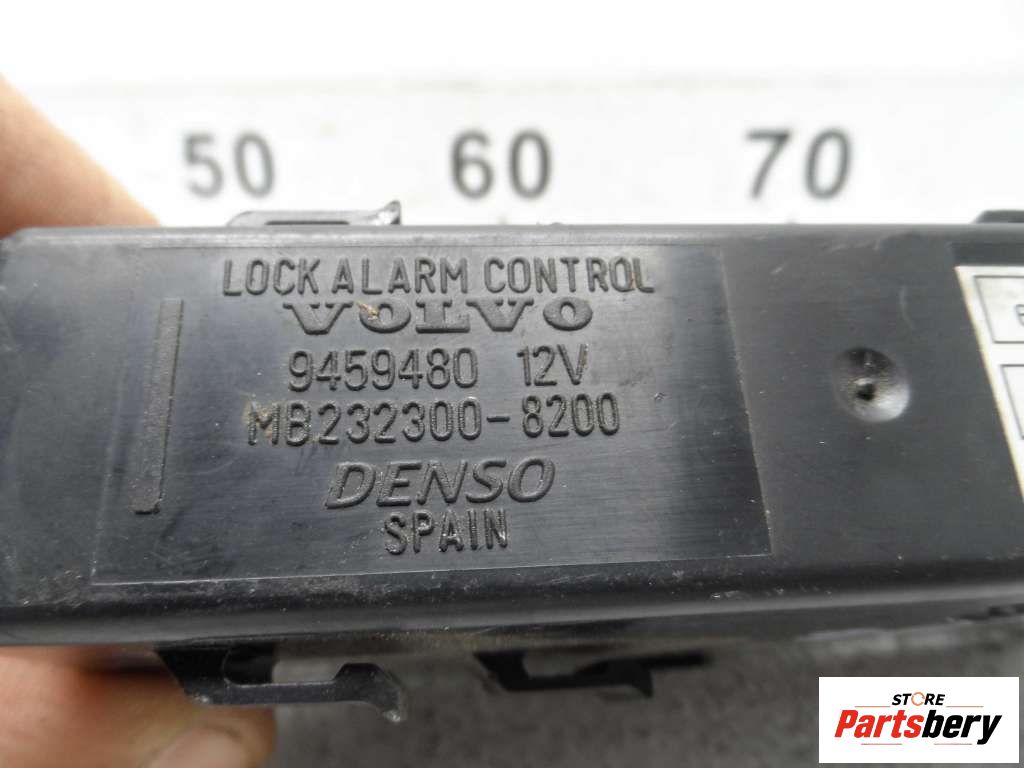 50 60 70
LOCK ALARM CONTROL
VOLVO
9459480 12V
MB232300-8200
DENSO
SPAIN
STORE
Partsbery